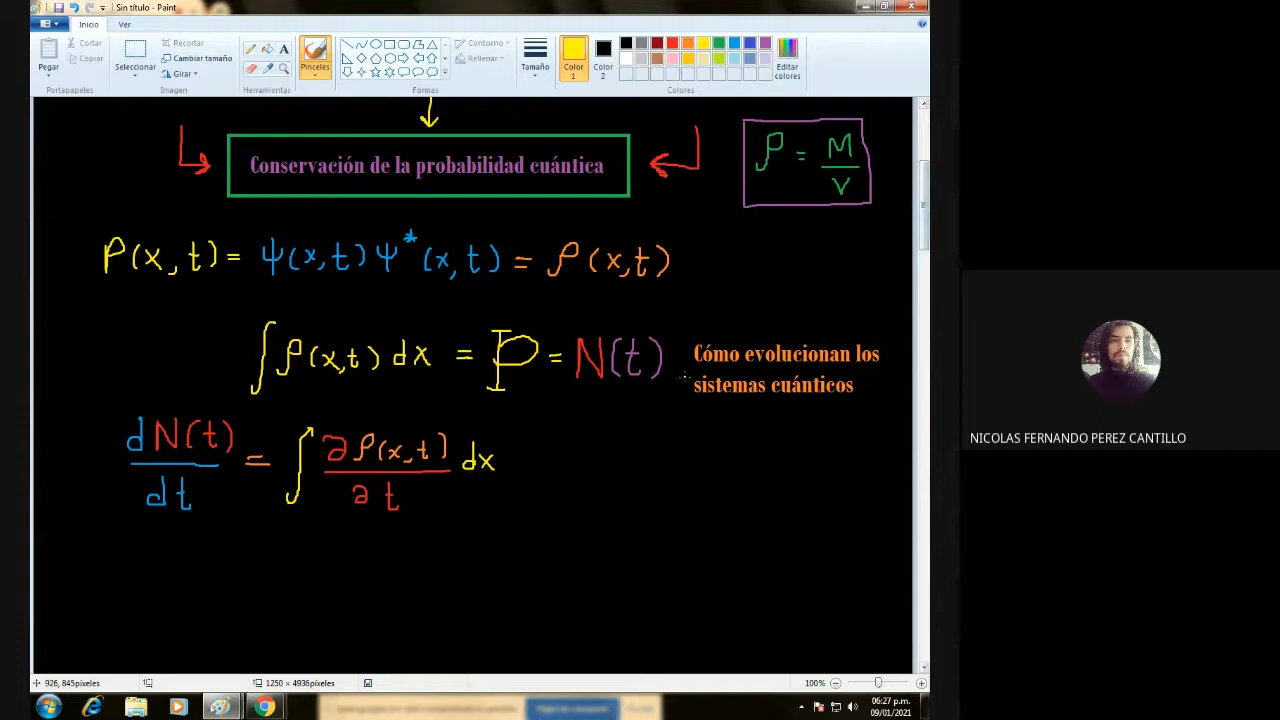 Sin título - Paint
Inicio Ver
Pegar
Cortar
Copiar
Portapapeles
Seleccionar
Recortar
Cambiar tamaño
Girar
Imagen
Herramientas
Pinceles
Formas
Contorno
Rellenar
Tamaño
Color 1
Color 2
Editar colores
Colores
Conservación de la probabilidad cuántica
ρ = M/V
P(x,t) = Ψ(x,t) Ψ*(x,t) = ρ(x,t)
∫ρ(x,t) dx = P = N(t)
Cómo evolucionan los
sistemas cuánticos
dN(t)/dt = ∫ ∂ρ(x,t)/∂t dx
NICOLAS FERNANDO PEREZ CANTILLO
926, 845píxeles
1250 × 4936píxeles
100%
06:27 p.m.
09/01/2021